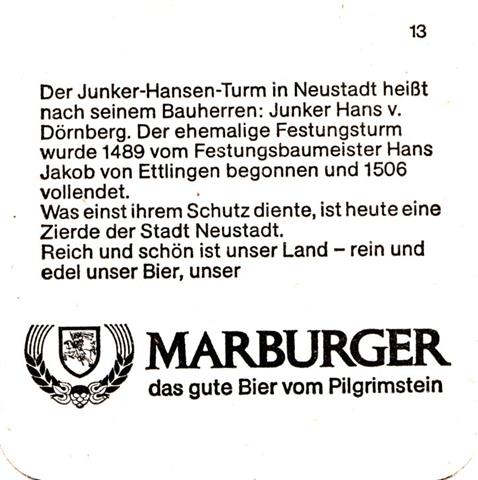 13
Der Junker-Hansen-Turm in Neustadt heißt
nach seinem Bauherren: Junker Hans v.
Dörnberg. Der ehemalige Festungsturm
wurde 1489 vom Festungsbaumeister Hans
Jakob von Ettlingen begonnen und 1506
vollendet.
Was einst ihrem Schutz diente, ist heute eine
Zierde der Stadt Neustadt.
Reich und schön ist unser Land – rein und
edel unser Bier, unser
MARBURGER
das gute Bier vom Pilgrimstein